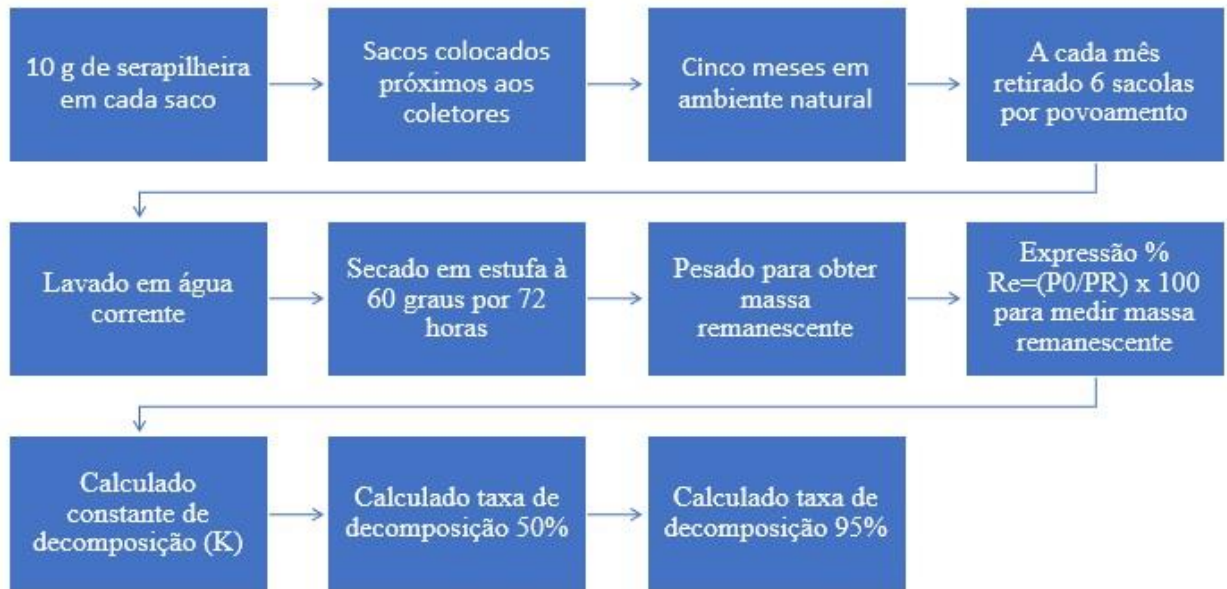 10 g de serapilheira
em cada saco
Sacos colocados
próximos aos
coletores
Cinco meses em
ambiente natural
A cada mês
retirado 6 sacolas
por povoamento
Lavado em água
corrente
Secado em estufa à
60 graus por 72
horas
Pesado para obter
massa
remanescente
Expressão %
Re=(P0/PR) x 100
para medir massa
remanescente
Calculado
constante de
decomposição (K)
Calculado taxa de
decomposição 50%
Calculado taxa de
decomposição 95%